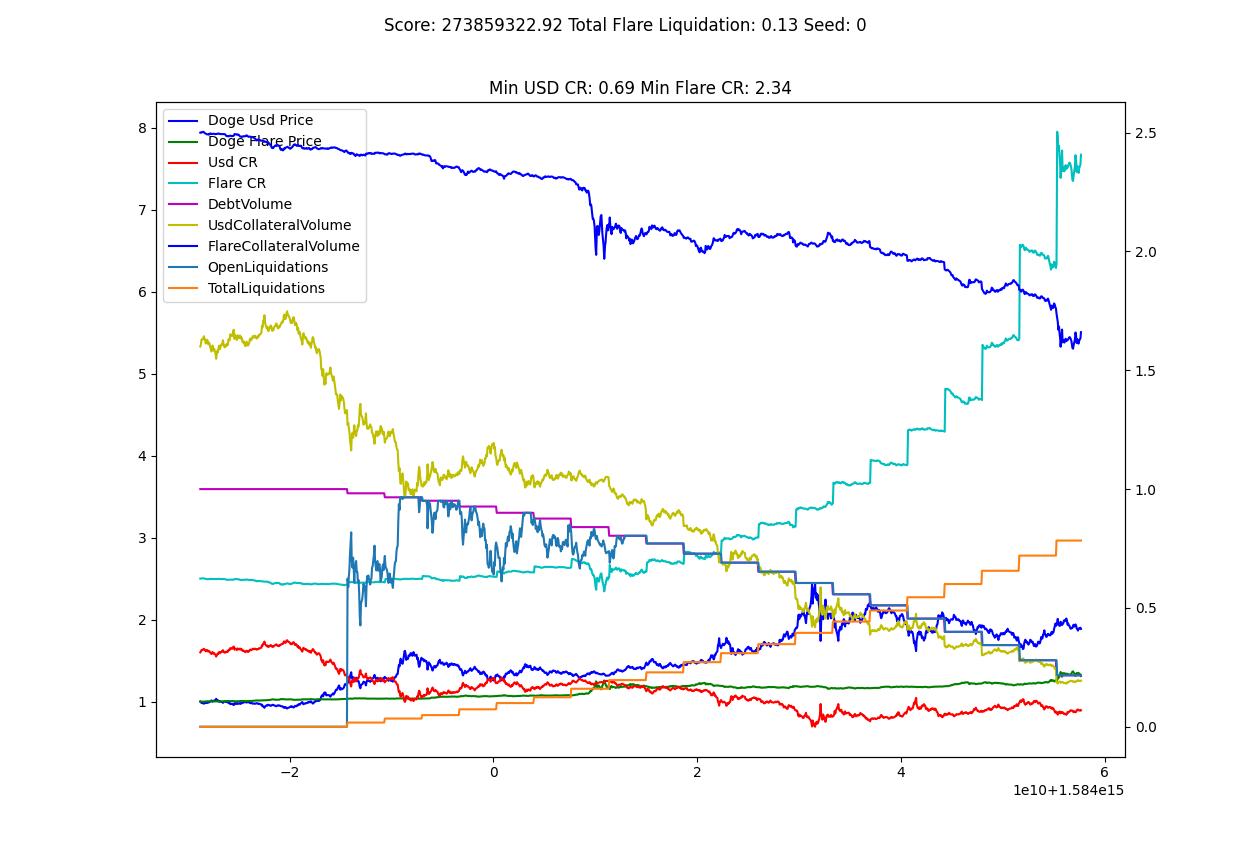 Score: 273859322.92 Total Flare Liquidation: 0.13 Seed: 0
Min USD CR: 0.69 Min Flare CR: 2.34
Doge Usd Price
Doge Flare Price
Usd CR
Flare CR
DebtVolume
UsdCollateralVolume
FlareCollateralVolume
OpenLiquidations
TotalLiquidations
8
7
6
5
4
3
2
1
2.5
2.0
1.5
1.0
0.5
0.0
−2
0
2
4
6
1e10+1.584e15